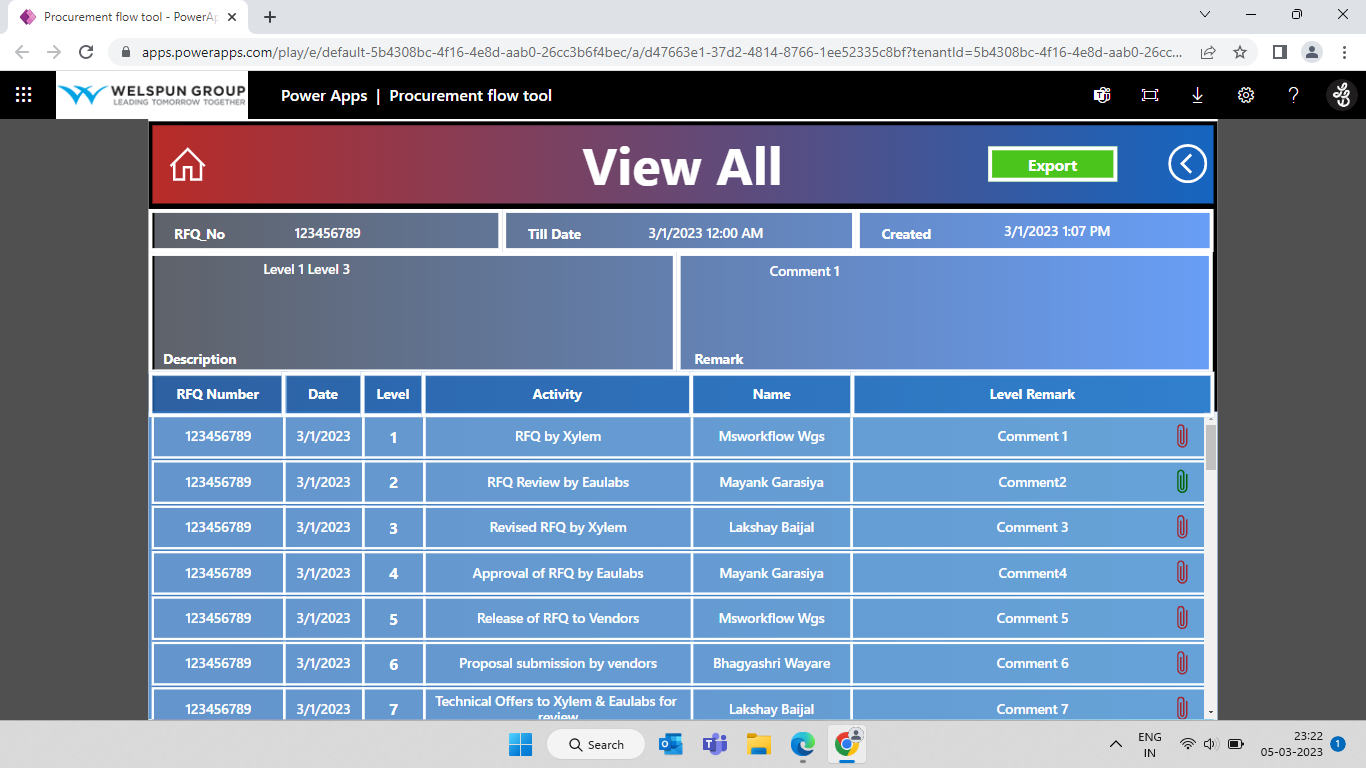 Procurement flow tool - PowerAp
apps.powerapps.com/play/e/default-5b4308bc-4f16-4e8d-aab0-26cc3b6f4bec/a/d47663e1-37d2-4814-8766-1ee52335c8bf?tenantId=5b4308bc-4f16-4e8d-aab0-26cc...
WELSPUN GROUP
LEADING TOMORROW TOGETHER
Power Apps | Procurement flow tool
View All
Export
RFQ_No 123456789 Till Date 3/1/2023 12:00 AM Created 3/1/2023 1:07 PM
Level 1 Level 3 Comment 1
Description Remark
RFQ Number Date Level Activity Name Level Remark
123456789 3/1/2023 1 RFQ by Xylem Msworkflow Wgs Comment 1
123456789 3/1/2023 2 RFQ Review by Eaulabs Mayank Garasiya Comment2
123456789 3/1/2023 3 Revised RFQ by Xylem Lakshay Baijal Comment 3
123456789 3/1/2023 4 Approval of RFQ by Eaulabs Mayank Garasiya Comment4
123456789 3/1/2023 5 Release of RFQ to Vendors Msworkflow Wgs Comment 5
123456789 3/1/2023 6 Proposal submission by vendors Bhagyashri Wayare Comment 6
123456789 3/1/2023 7 Technical Offers to Xylem & Eaulabs for Lakshay Baijal Comment 7
review
Search
ENG
IN
23:22
05-03-2023
1